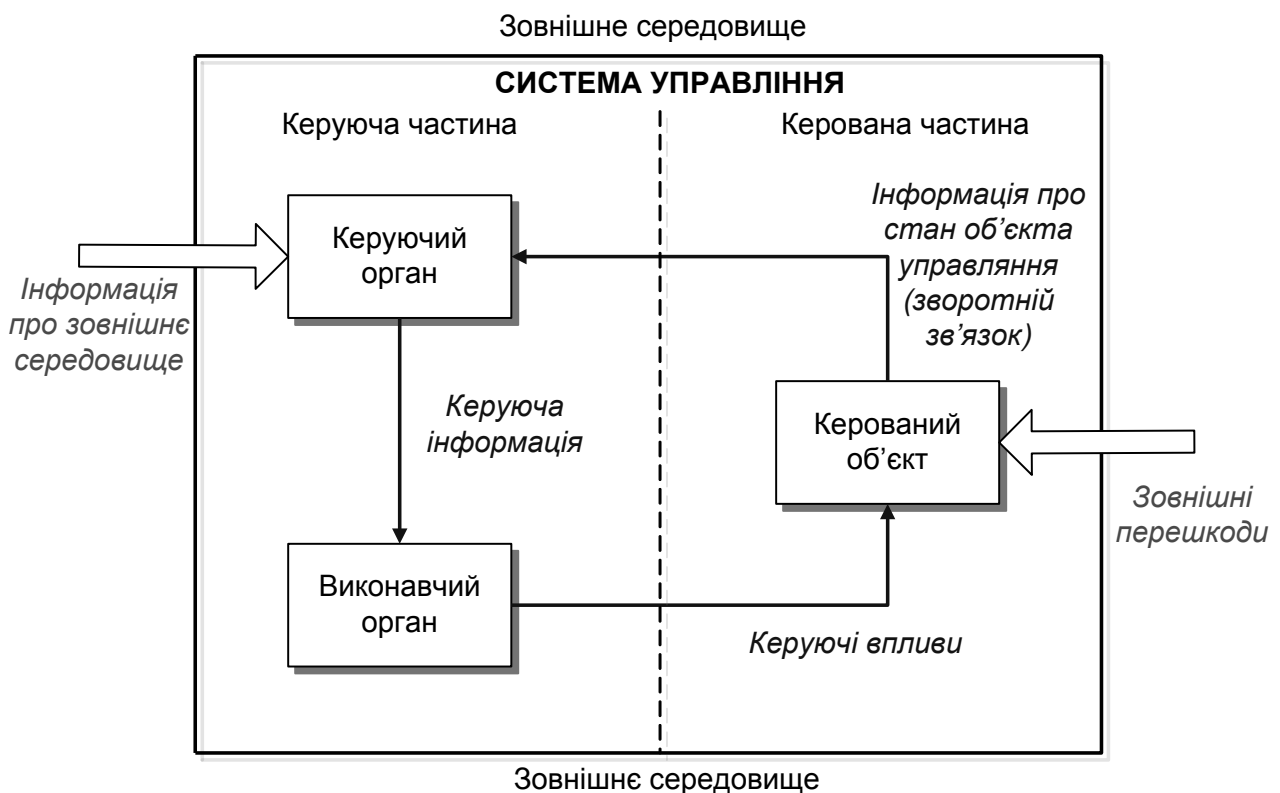 Зовнішне середовище
СИСТЕМА УПРАВЛІННЯ
Керуюча частина
Керована частина
Керуючий
орган
Інформація про
стан об’єкта
управляння
(зворотній
зв’язок)
Інформація
про зовнішнє
середовище
Керуюча
інформація
Керований
об’єкт
Зовнішні
перешкоди
Виконавчий
орган
Керуючі впливи
Зовнішнє середовище